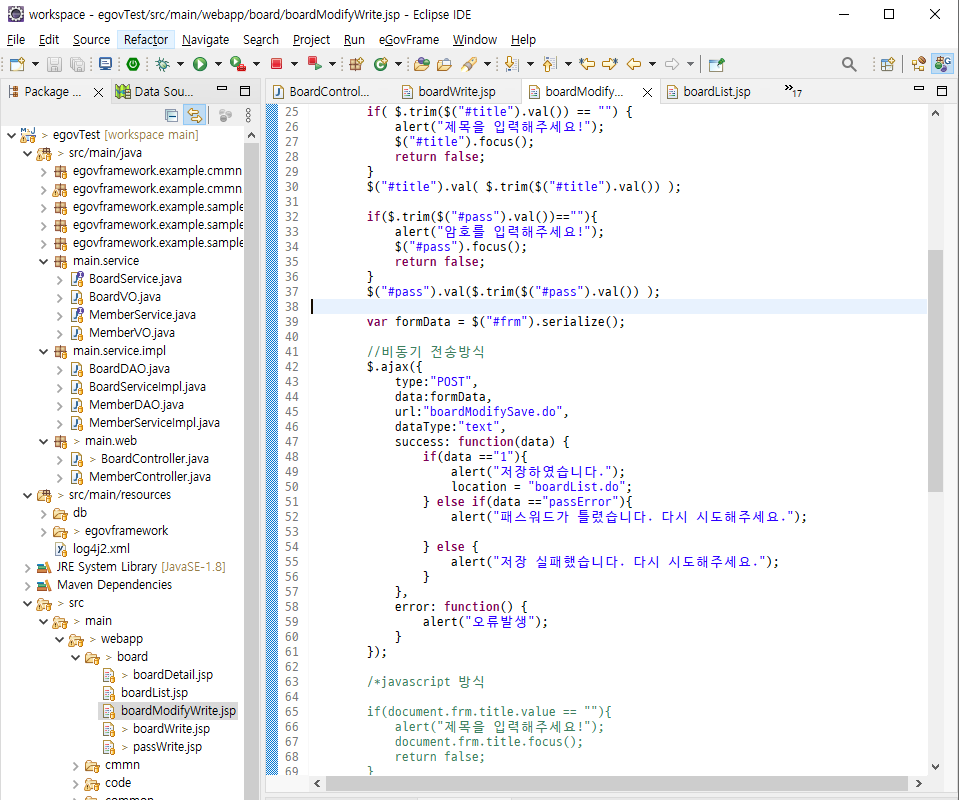 workspace - egovTest/src/main/webapp/board/boardModifyWrite.jsp - Eclipse IDE
File Edit Source Refactor Navigate Search Project Run eGovFrame Window Help
Package ... Data Sou... BoardControl... boardWrite.jsp boardModify... boardList.jsp »17
egovTest [workspace main]
> src/main/java
egovframework.example.cmmn
egovframework.example.cmmn
egovframework.example.sample
egovframework.example.sample
egovframework.example.sample
main.service
BoardService.java
BoardVO.java
MemberService.java
MemberVO.java
main.service.impl
BoardDAO.java
BoardServiceImpl.java
MemberDAO.java
MemberServiceImpl.java
> main.web
> BoardController.java
MemberController.java
> src/main/resources
db
> egovframework
log4j2.xml
JRE System Library [JavaSE-1.8]
Maven Dependencies
> src
> main
> webapp
> board
> boardDetail.jsp
boardList.jsp
boardModifyWrite.jsp
> boardWrite.jsp
> passWrite.jsp
cmmn
code
common
25 if( $.trim($("#title").val()) == "") {
26 alert("제목을 입력해주세요!");
27 $("#title").focus();
28 return false;
29 }
30 $("#title").val( $.trim($("#title").val()) );
31
32 if($.trim($("#pass").val())==""){
33 alert("암호를 입력해주세요!");
34 $("#pass").focus();
35 return false;
36 }
37 $("#pass").val($.trim($("#pass").val()) );
38
39 var formData = $("#frm").serialize();
40
41 //비동기 전송방식
42 $.ajax({
43 type:"POST",
44 data:formData,
45 url:"boardModifySave.do",
46 dataType:"text",
47 success: function(data) {
48 if(data =="1"){
49 alert("저장하였습니다.");
50 location = "boardList.do";
51 } else if(data =="passError"){
52 alert("패스워드가 틀렸습니다. 다시 시도해주세요.");
53
54 } else {
55 alert("저장 실패했습니다. 다시 시도해주세요.");
56 }
57 },
58 error: function() {
59 alert("오류발생");
60 }
61 });
62
63 /*javascript 방식
64
65 if(document.frm.title.value == ""){
66 alert("제목을 입력해주세요!");
67 document.frm.title.focus();
68 return false;
69 }